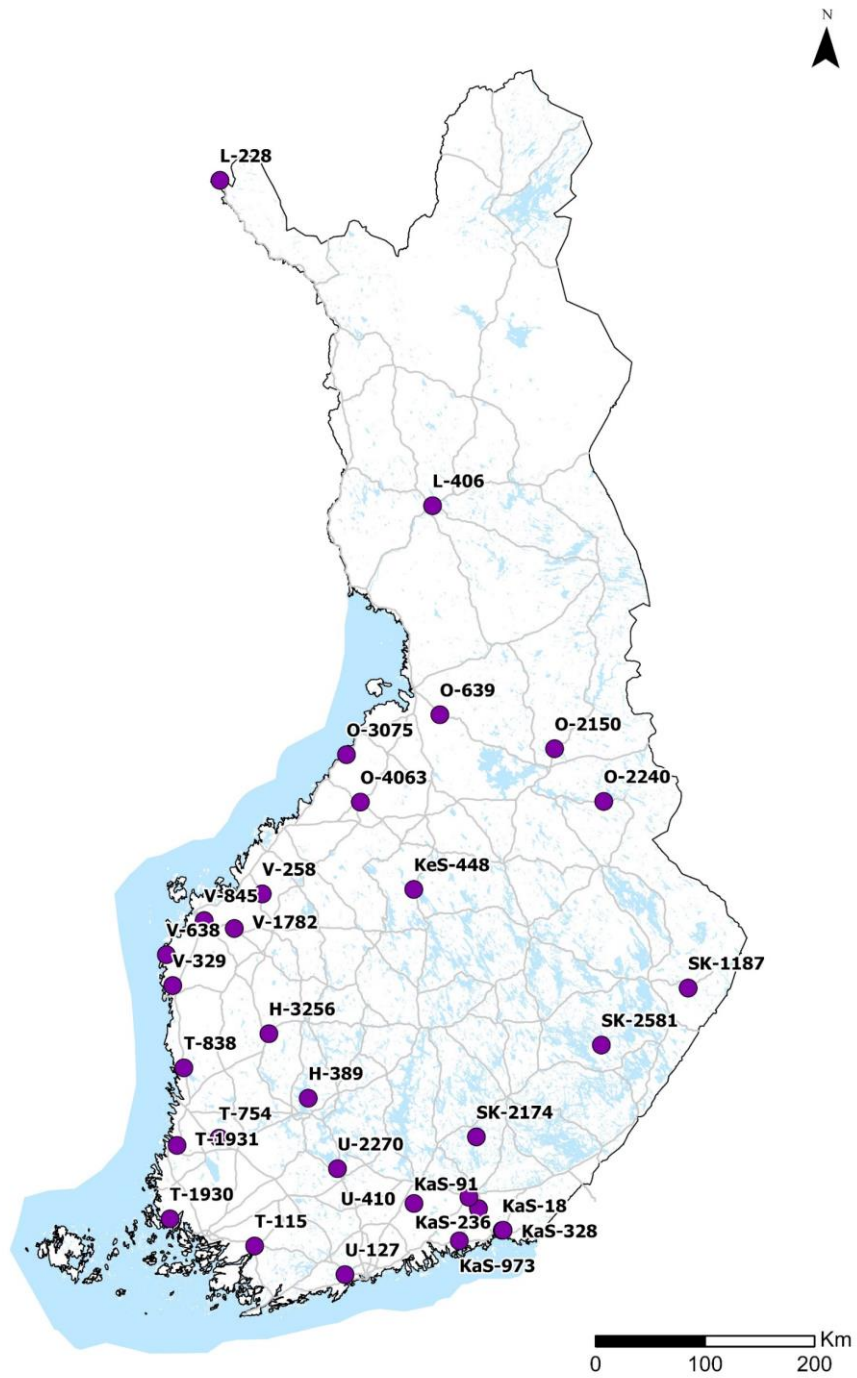 N
L-228
L-406
O-639
O-3075
O-2150
O-4063
O-2240
KeS-448
V-258
V-845
V-1782
V-638
V-329
SK-1187
H-3256
SK-2581
T-838
H-389
T-754
SK-2174
T-1931
U-2270
KaS-91
T-1930
U-410
KaS-18
T-115
KaS-236
KaS-328
U-127
KaS-973
Km
0 100 200